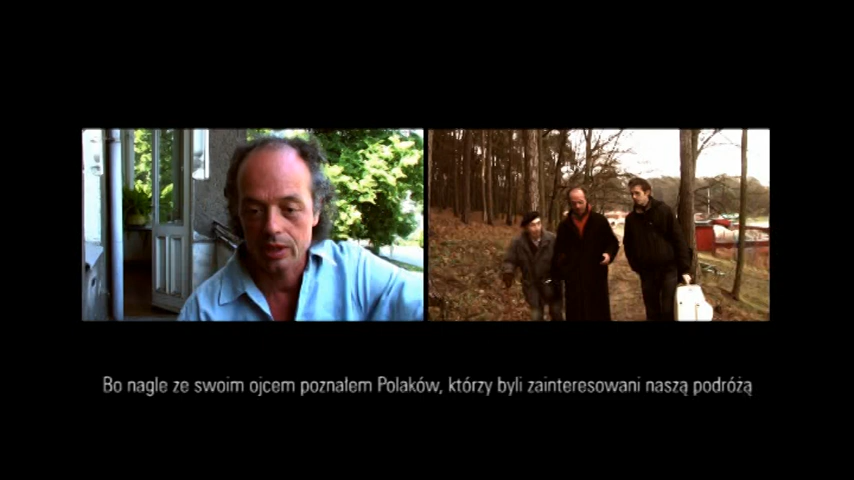 Bo nagle ze swoim ojcem poznałem Polaków, którzy byli zainteresowani naszą podróżą